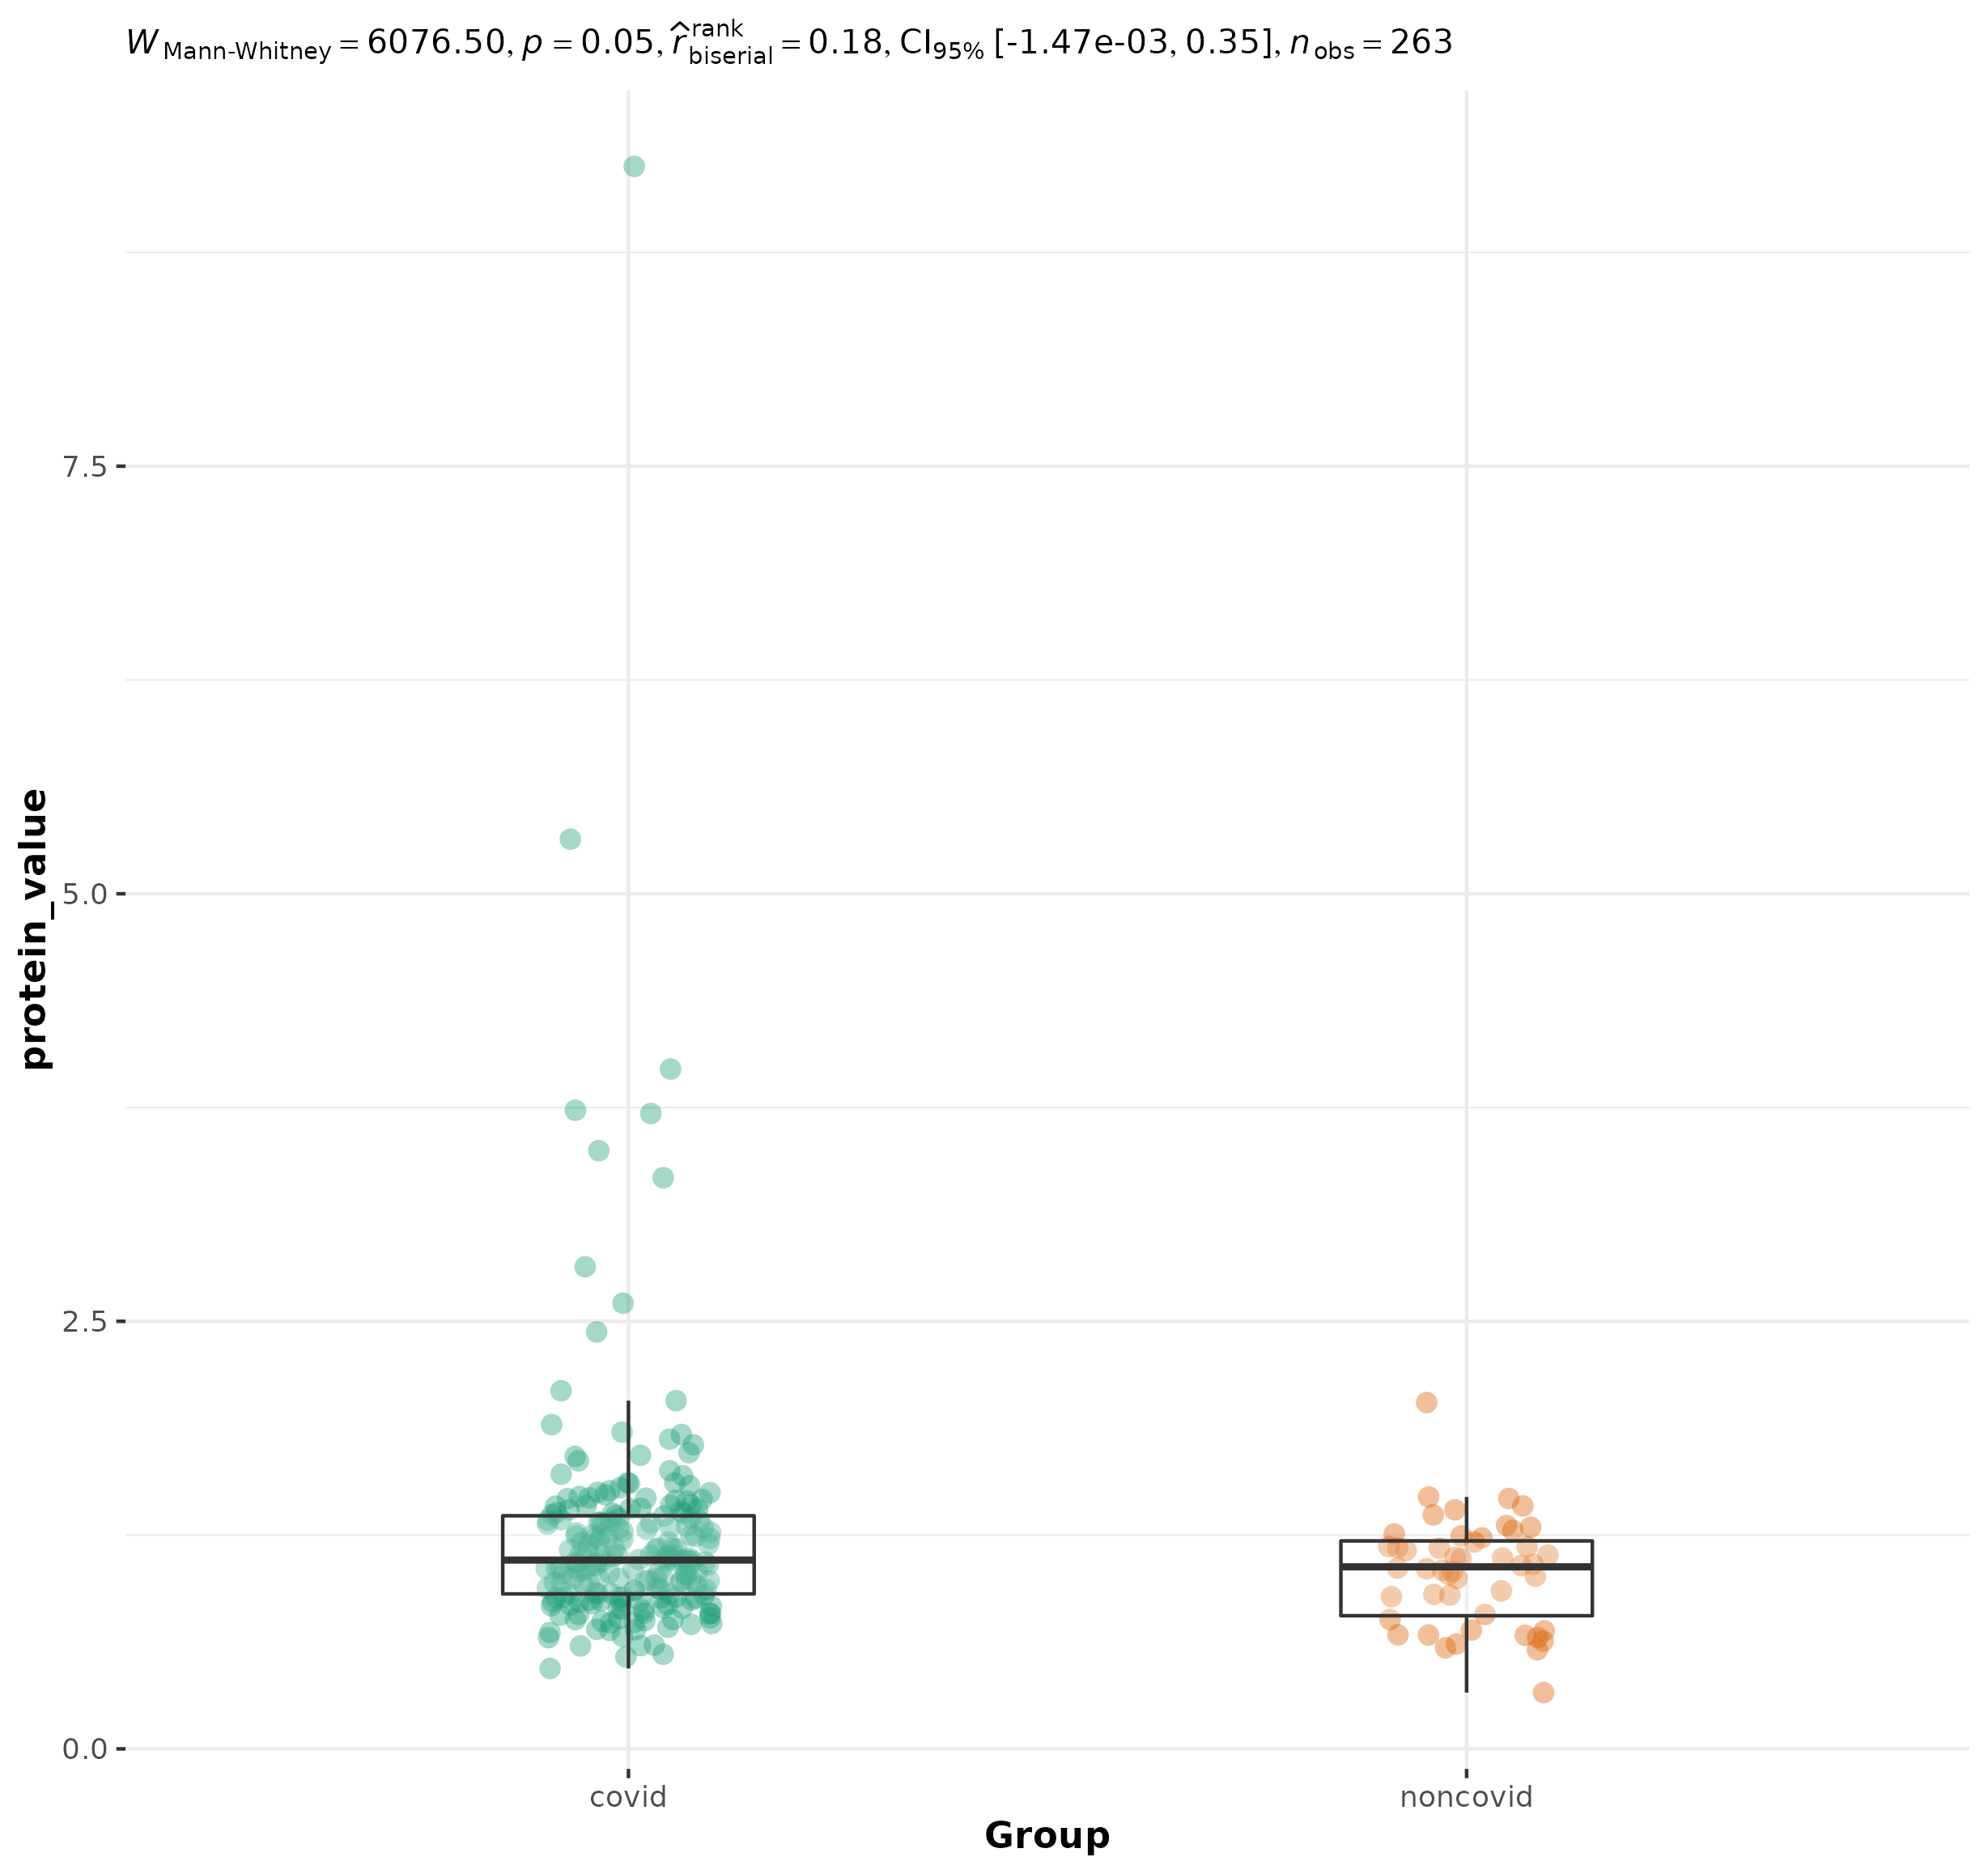 W Mann-Whitney = 6076.50, p = 0.05, r̂ rank biserial = 0.18, CI95% [-1.47e-03, 0.35], nobs = 263
7.5
5.0
2.5
0.0
protein_value
covid noncovid
Group